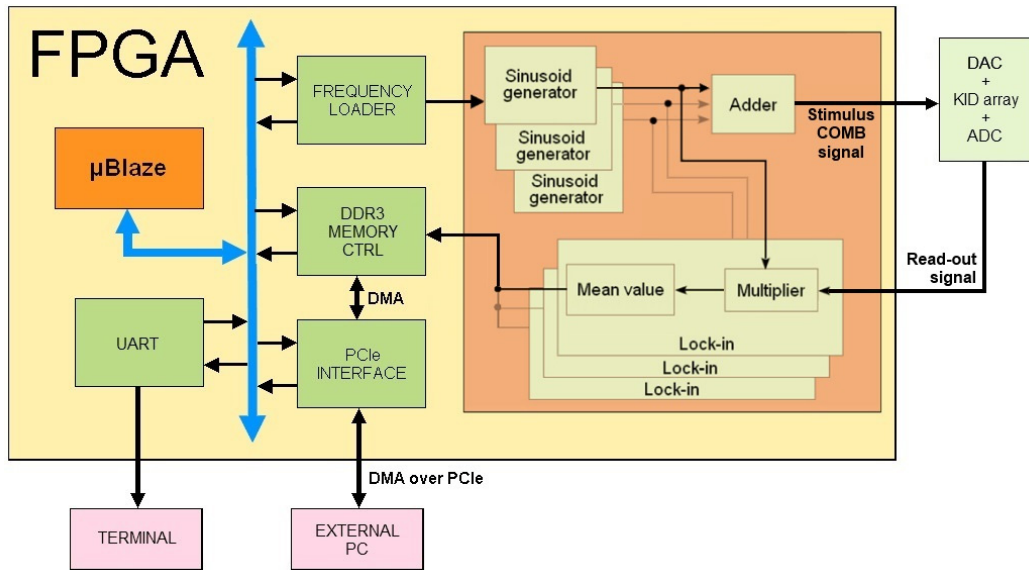 FPGA
FREQUENCY
LOADER
Sinusoid
generator
Sinusoid
generator
Sinusoid
generator
Adder
Stimulus
COMB
signal
DAC
+
KID array
+
ADC
µBlaze
DDR3
MEMORY
CTRL
DMA
Read-out
signal
Mean value
Multiplier
Lock-in
Lock-in
Lock-in
UART
PCIe
INTERFACE
DMA over PCIe
TERMINAL
EXTERNAL
PC